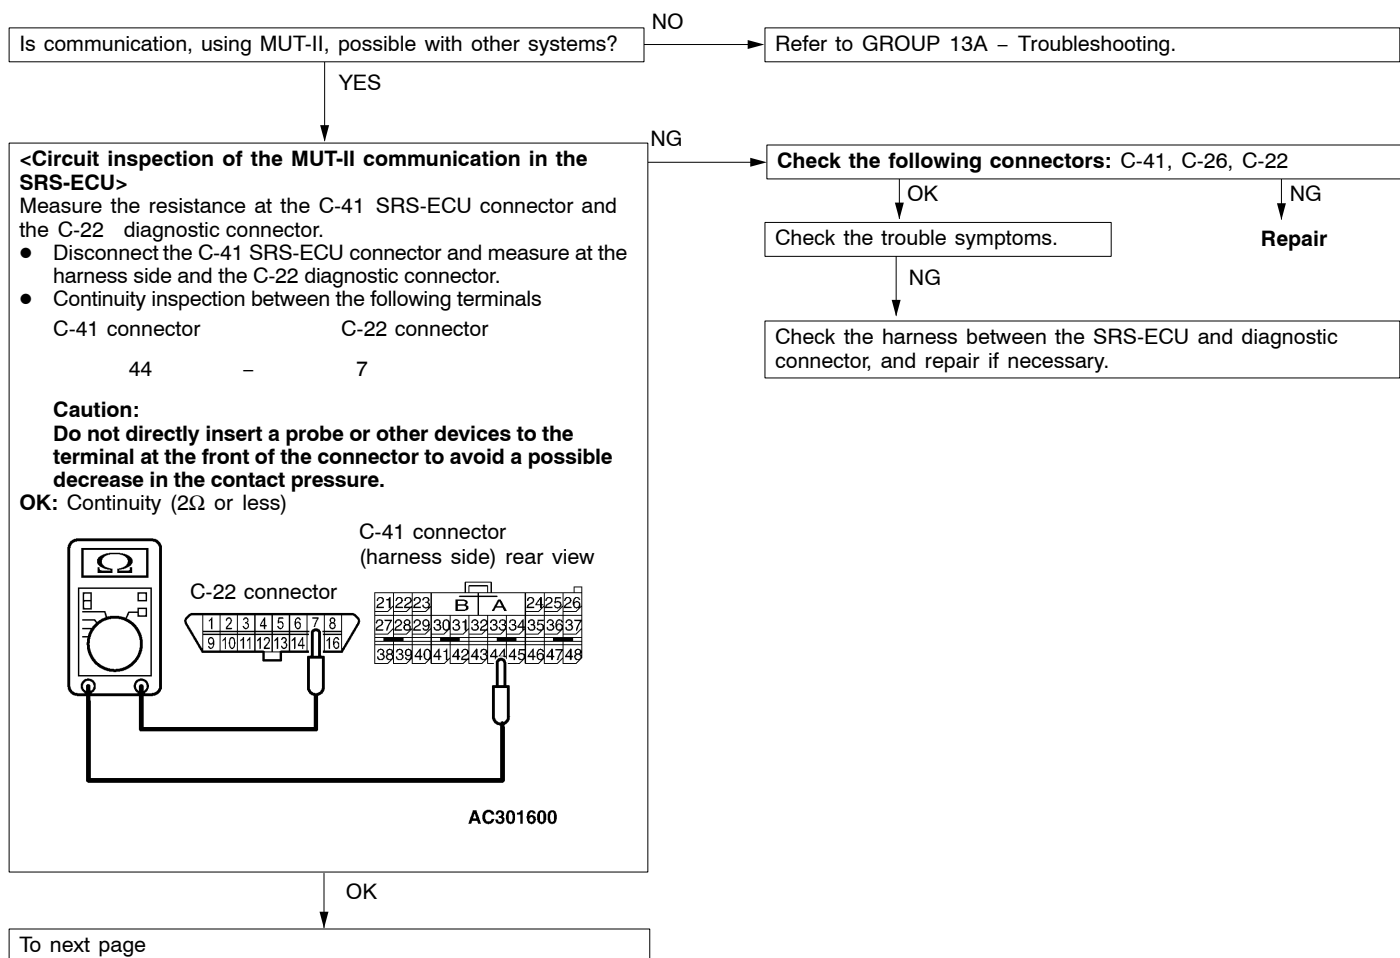 Is communication, using MUT-II, possible with other systems?
NO
Refer to GROUP 13A – Troubleshooting.
YES
<Circuit inspection of the MUT-II communication in the
SRS-ECU>
Measure the resistance at the C-41 SRS-ECU connector and
the C-22 diagnostic connector.
● Disconnect the C-41 SRS-ECU connector and measure at the
harness side and the C-22 diagnostic connector.
● Continuity inspection between the following terminals
C-41 connector C-22 connector
44 – 7
Caution:
Do not directly insert a probe or other devices to the
terminal at the front of the connector to avoid a possible
decrease in the contact pressure.
OK: Continuity (2Ω or less)
C-41 connector
(harness side) rear view
Ω
C-22 connector
1 2 3 4 5 6 7 8
9 10 11 12 13 14 16
21 22 23 B A 24 25 26
27 28 29 30 31 32 33 34 35 36 37
38 39 40 41 42 43 44 45 46 47 48
AC301600
OK
To next page
NG
Check the following connectors: C-41, C-26, C-22
OK
NG
Check the trouble symptoms.
Repair
NG
Check the harness between the SRS-ECU and diagnostic
connector, and repair if necessary.